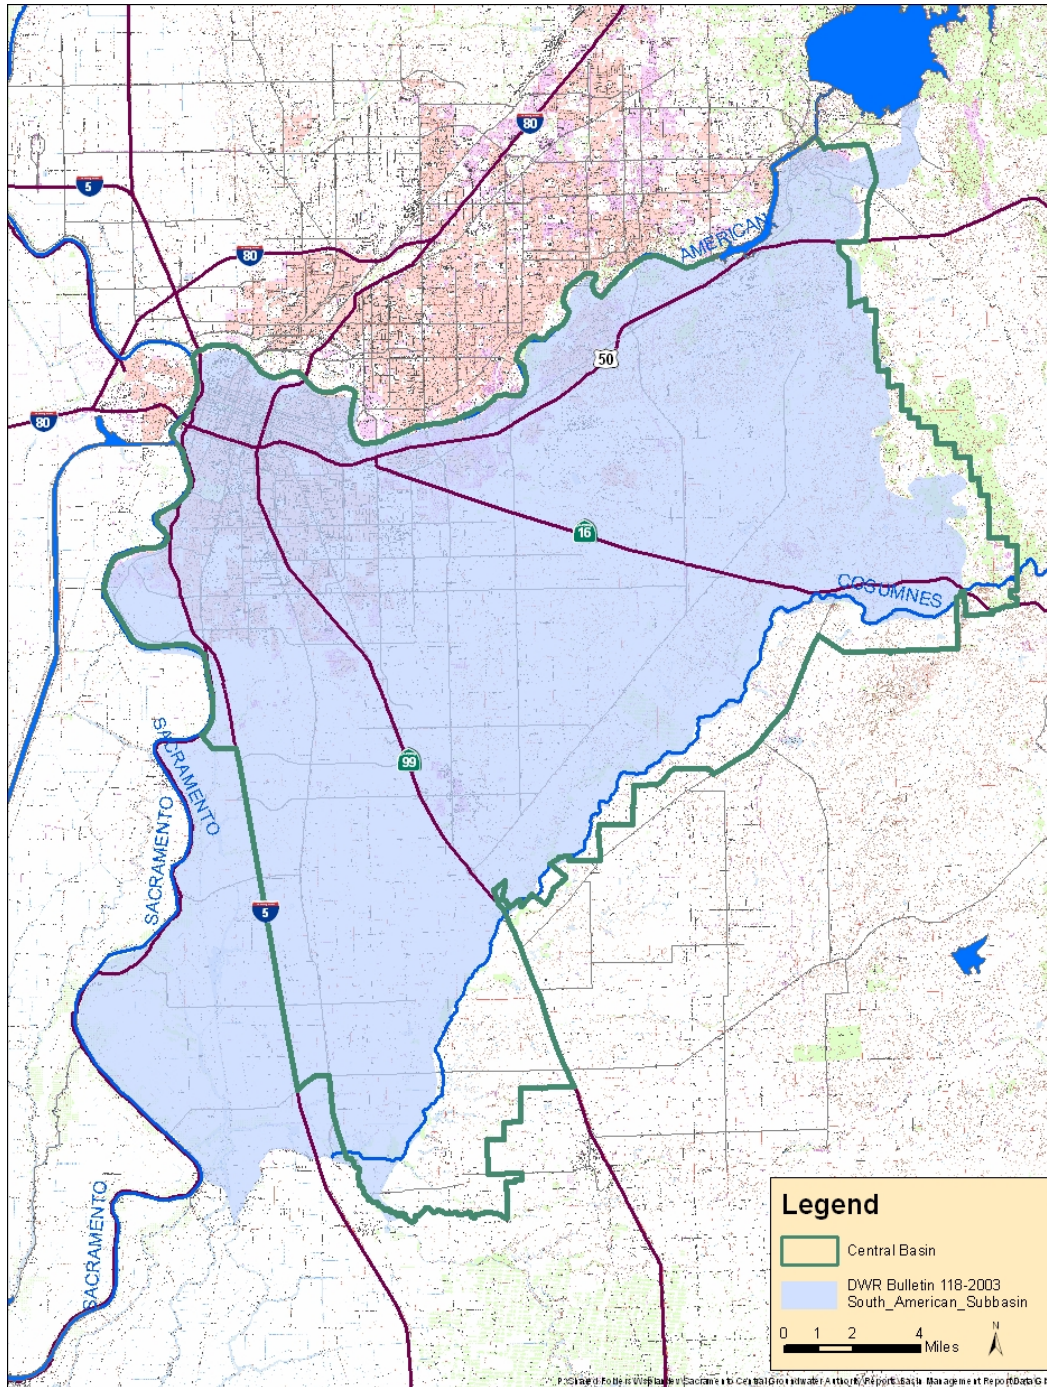 80
5
AMERICAN
80
50
80
16
COSUMNES
SACRAMENTO
99
SACRAMENTO
5
SACRAMENTO
Legend
Central Basin
DWR Bulletin 118-2003
South_American_Subbasin
0 1 2 4
Miles
N